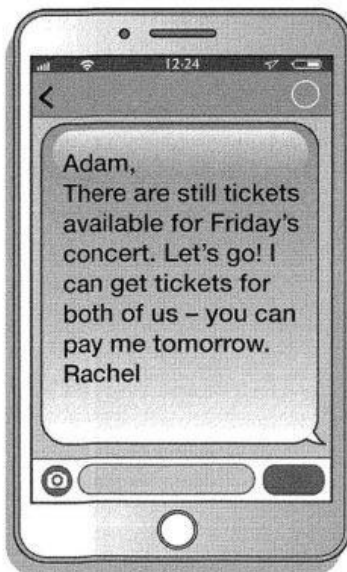 12:24
Adam,
There are still tickets
available for Friday's
concert. Let's go! I
can get tickets for
both of us – you can
pay me tomorrow.
Rachel